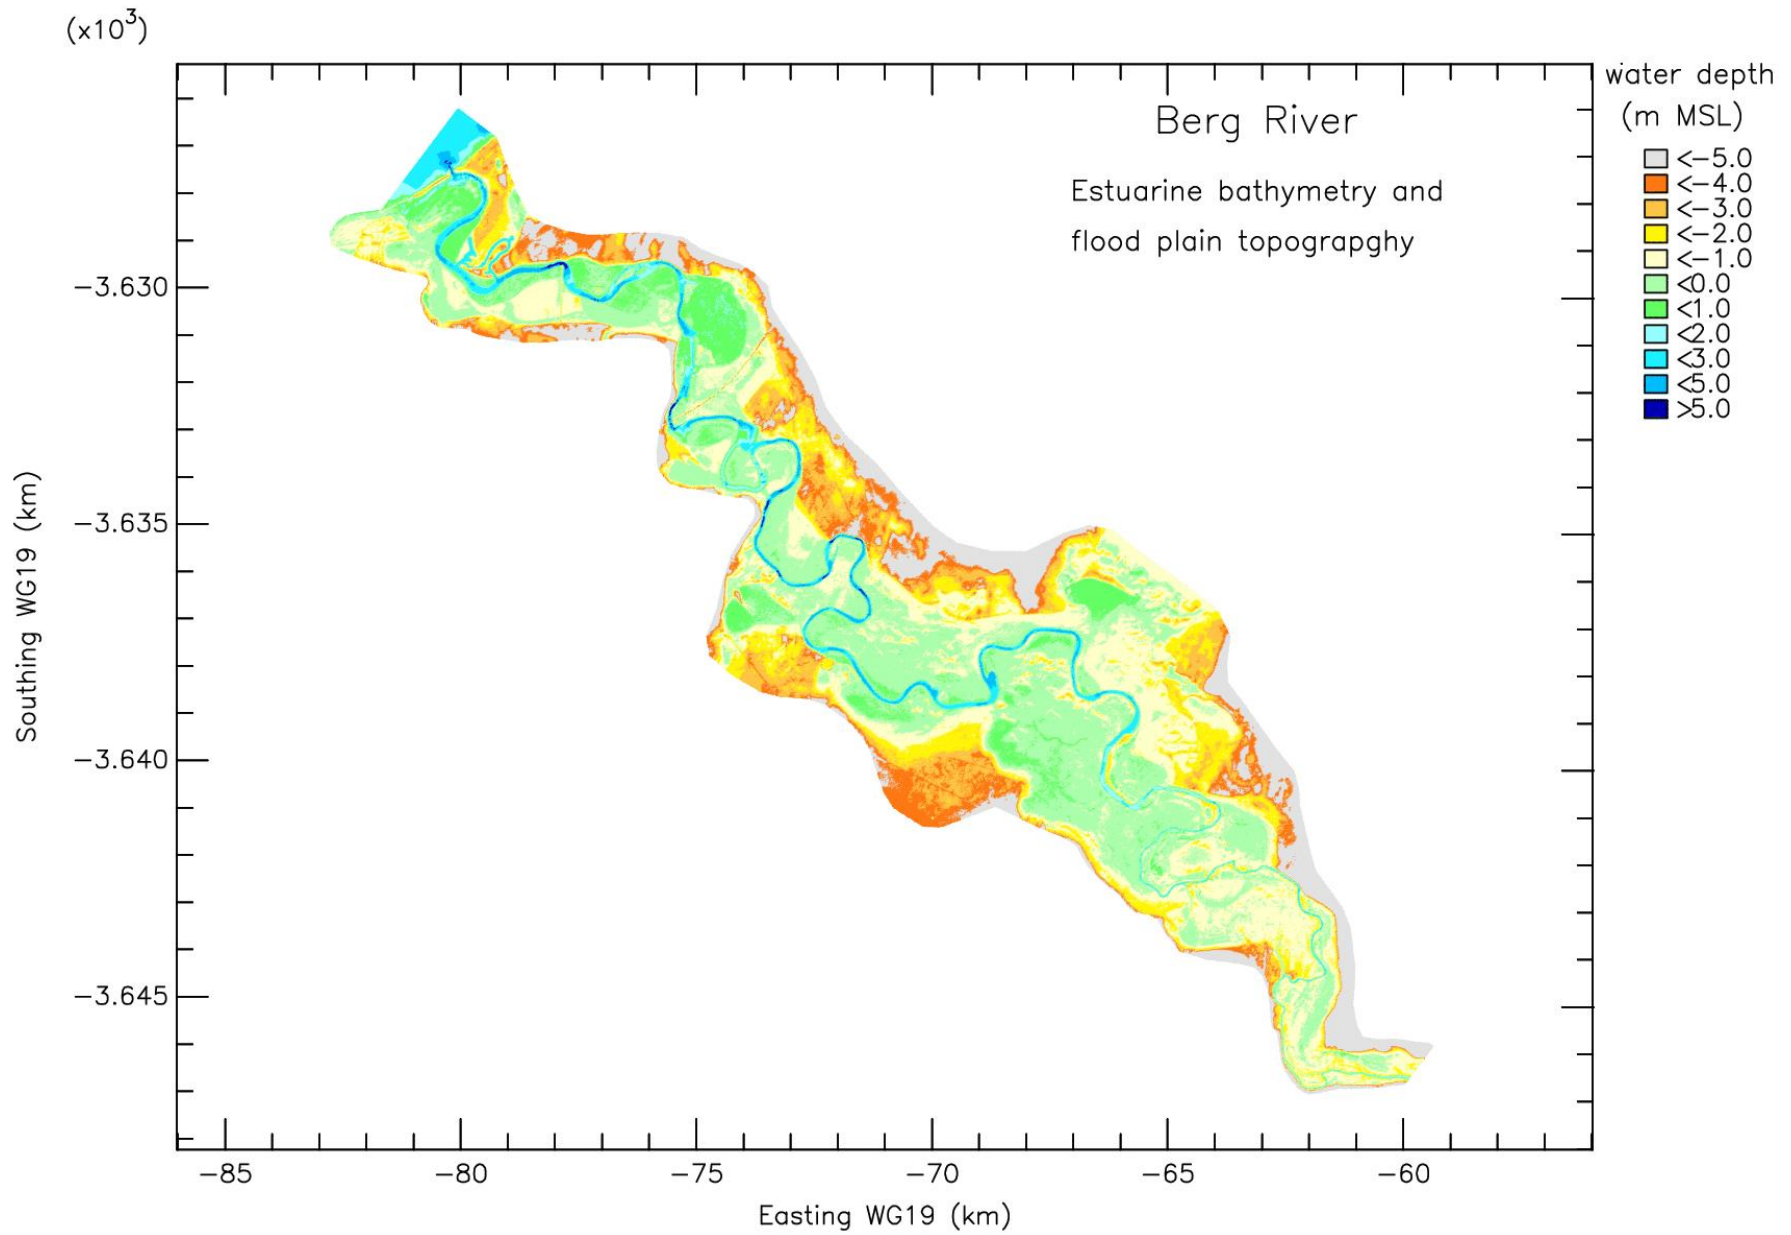 (x10³)
water depth
(m MSL)
Berg River
Estuarine bathymetry and
flood plain topograpghy
<-5.0
<-4.0
<-3.0
<-2.0
<-1.0
<0.0
<1.0
<2.0
<3.0
<5.0
>5.0
-3.630
-3.635
-3.640
-3.645
Southing WG19 (km)
-85 -80 -75 -70 -65 -60
Easting WG19 (km)